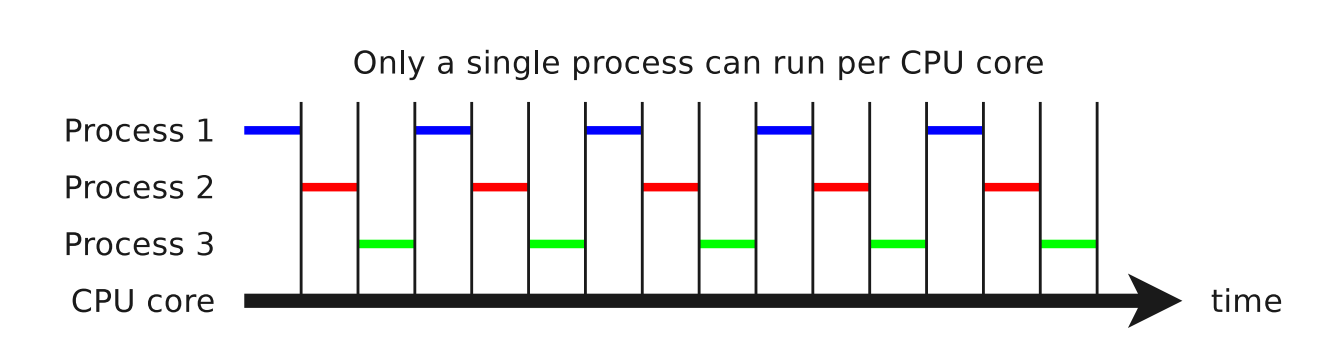 Only a single process can run per CPU core
Process 1
Process 2
Process 3
CPU core
time